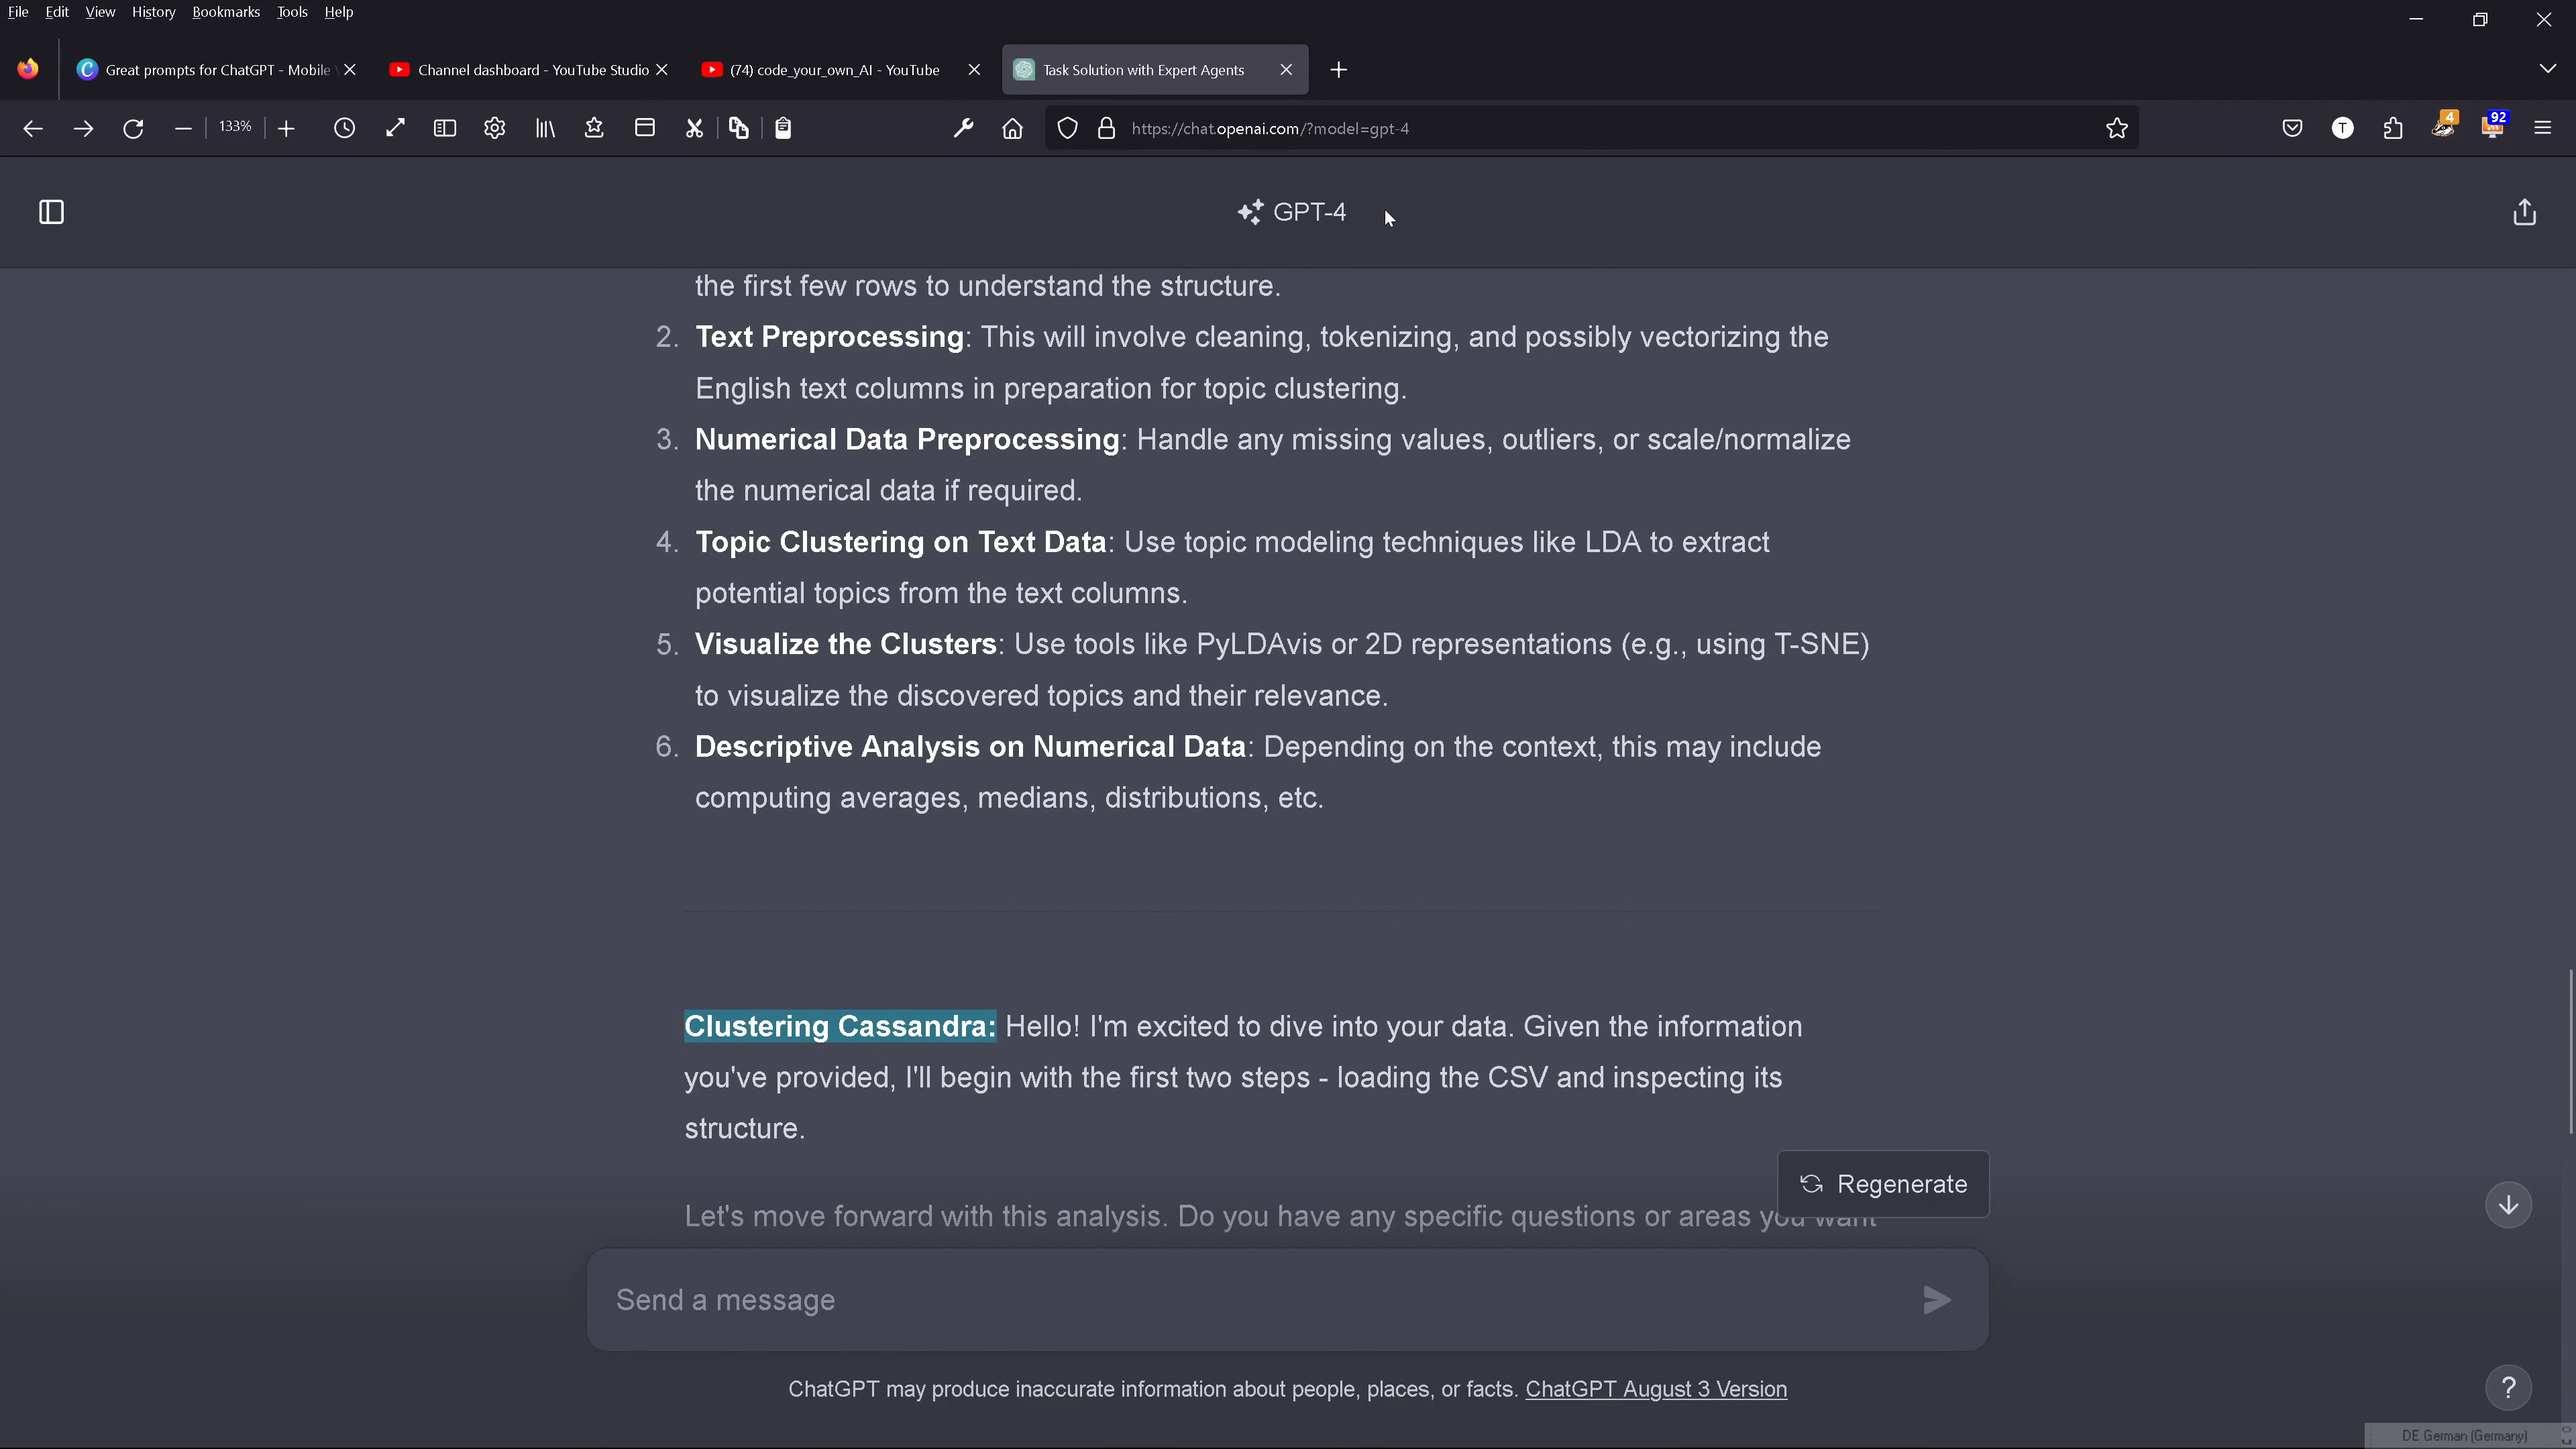 File Edit View History Bookmarks Tools Help
Great prompts for ChatGPT - Mobile
Channel dashboard - YouTube Studio
(74) code_your_own_AI - YouTube
Task Solution with Expert Agents
133%
https://chat.openai.com/?model=gpt-4
T
4
92
GPT-4
the first few rows to understand the structure.
2. Text Preprocessing: This will involve cleaning, tokenizing, and possibly vectorizing the
English text columns in preparation for topic clustering.
3. Numerical Data Preprocessing: Handle any missing values, outliers, or scale/normalize
the numerical data if required.
4. Topic Clustering on Text Data: Use topic modeling techniques like LDA to extract
potential topics from the text columns.
5. Visualize the Clusters: Use tools like PyLDAvis or 2D representations (e.g., using T-SNE)
to visualize the discovered topics and their relevance.
6. Descriptive Analysis on Numerical Data: Depending on the context, this may include
computing averages, medians, distributions, etc.
Clustering Cassandra: Hello! I'm excited to dive into your data. Given the information
you've provided, I'll begin with the first two steps - loading the CSV and inspecting its
structure.
Regenerate
Let's move forward with this analysis. Do you have any specific questions or areas you want
Send a message
ChatGPT may produce inaccurate information about people, places, or facts. ChatGPT August 3 Version
?
DE German (Germany)